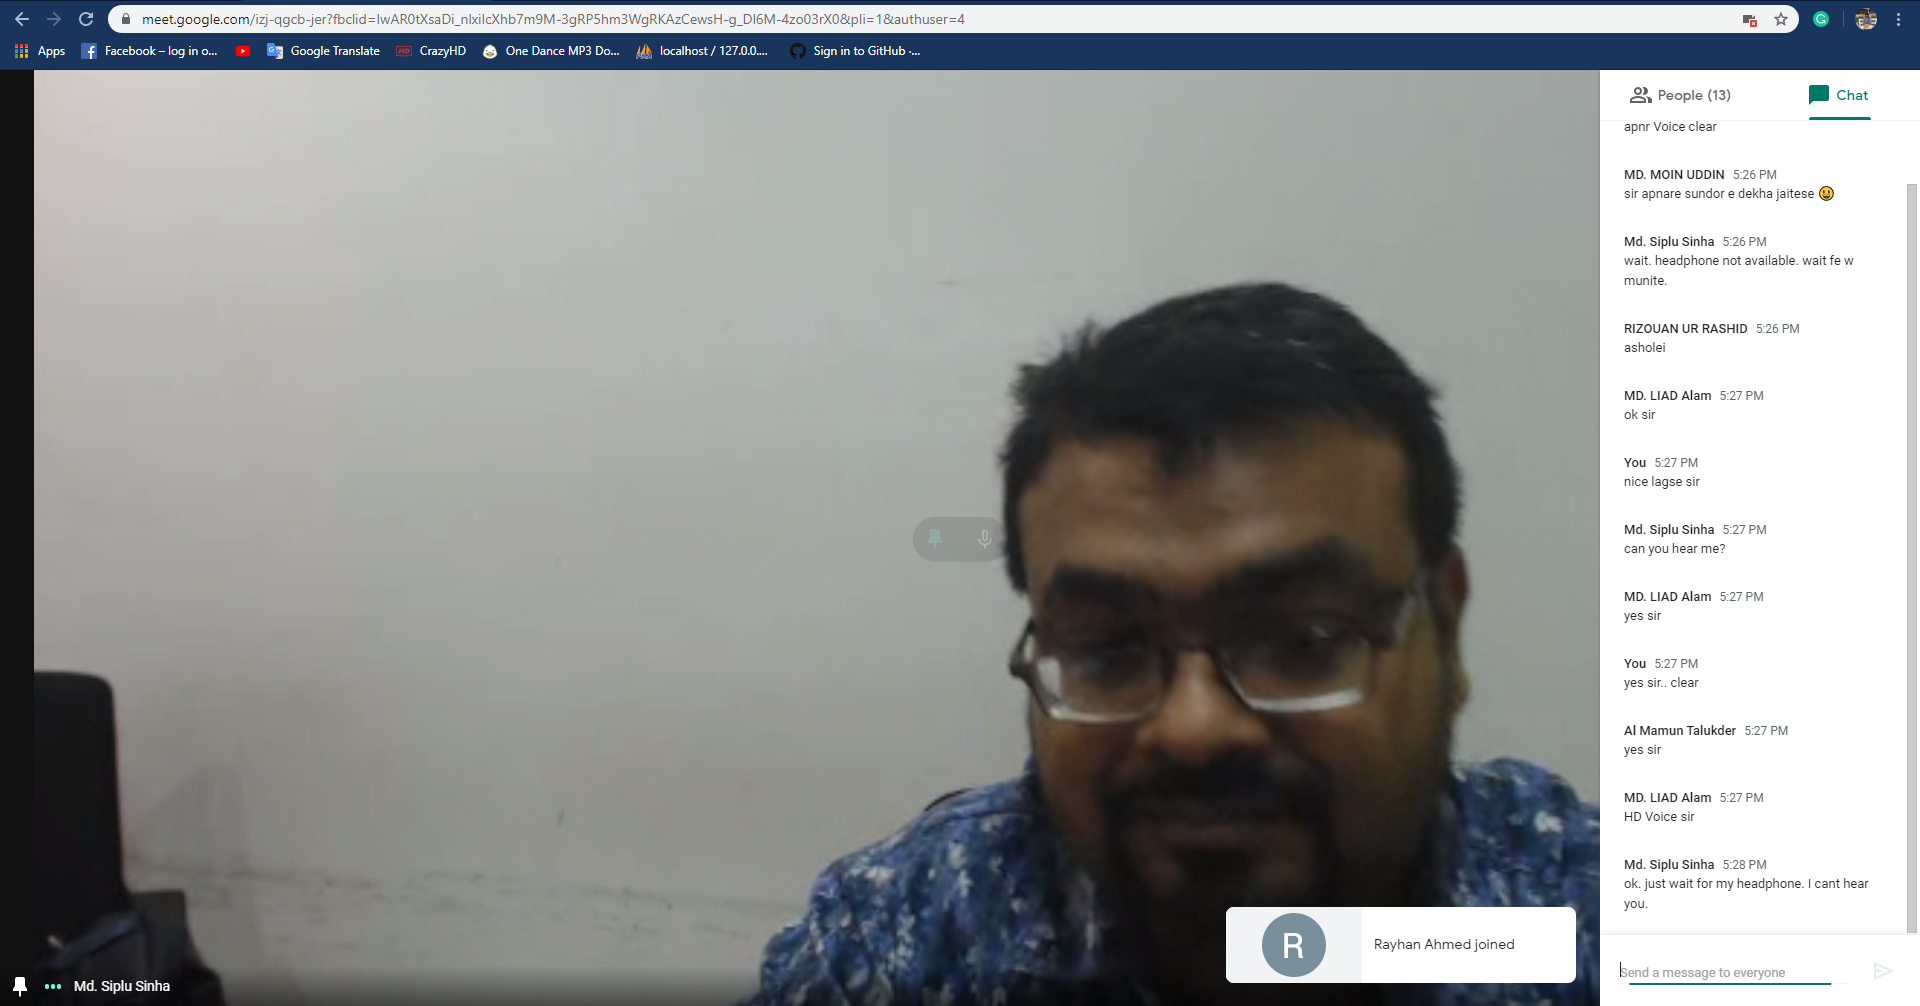 meet.google.com/izj-qgcb-jer?fbclid=IwAR0tXsaDi_nlxilcXhb7m9M-3gRP5hm3WgRKAzCewsH-g_DI6M-4zo03rX0&pli=1&authuser=4
Apps Facebook – log in o... Google Translate HD CrazyHD One Dance MP3 Do... localhost / 127.0.0.... Sign in to GitHub ·...
People (13) Chat
apnr Voice clear
MD. MOIN UDDIN 5:26 PM
sir apnare sundor e dekha jaitese 😃
Md. Siplu Sinha 5:26 PM
wait. headphone not available. wait fe w
munite.
RIZOUAN UR RASHID 5:26 PM
asholei
MD. LIAD Alam 5:27 PM
ok sir
You 5:27 PM
nice lagse sir
Md. Siplu Sinha 5:27 PM
can you hear me?
MD. LIAD Alam 5:27 PM
yes sir
You 5:27 PM
yes sir.. clear
Al Mamun Talukder 5:27 PM
yes sir
MD. LIAD Alam 5:27 PM
HD Voice sir
Md. Siplu Sinha 5:28 PM
ok. just wait for my headphone. I cant hear
you.
R Rayhan Ahmed joined
Send a message to everyone
Md. Siplu Sinha